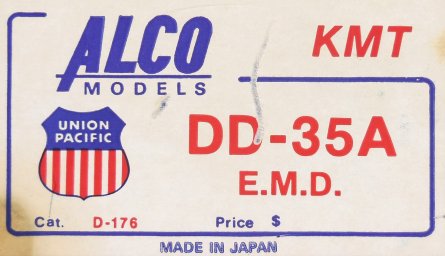 ALCO
MODELS
KMT
UNION
PACIFIC
DD-35A
E.M.D.
Cat. D-176 Price $
MADE IN JAPAN